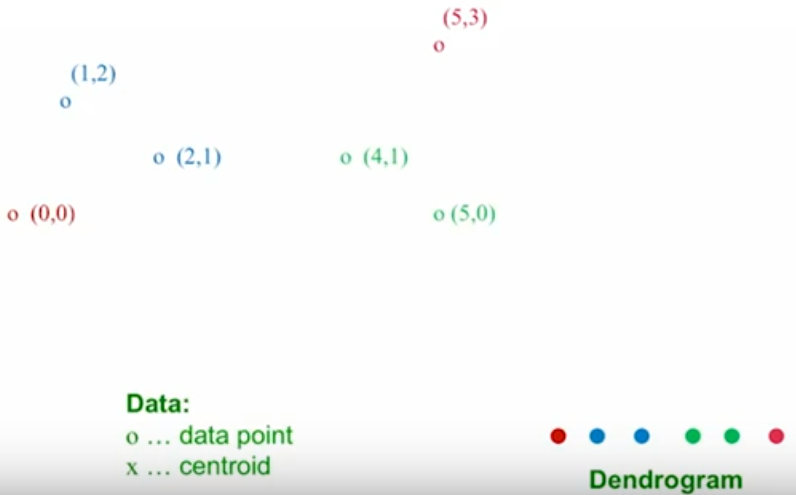 (5,3)
o
(1,2)
o
o (2,1)
o (4,1)
o (0,0)
o (5,0)
Data:
o ... data point
x ... centroid
Dendrogram